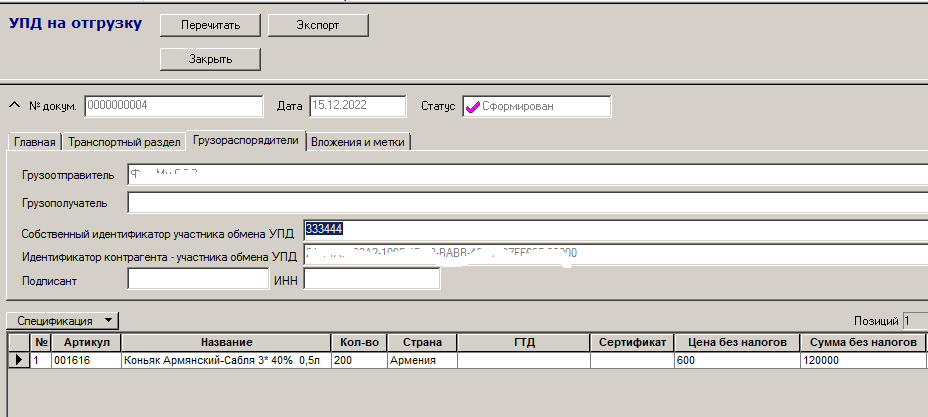 УПД на отгрузку Перечитать Экспорт
Закрыть
№ докум. 0000000004 Дата 15.12.2022 Статус Сформирован
Главная Транспортный раздел Грузораспорядители Вложения и метки
Грузоотправитель
Грузополучатель
Собственный идентификатор участника обмена УПД 333444
Идентификатор контрагента - участника обмена УПД
Подписант ИНН
Спецификация Позиций 1
№ Артикул Название Кол-во Страна ГТД Сертификат Цена без налогов Сумма без налогов
1 001616 Коньяк Армянский-Сабля 3* 40% 0,5л 200 Армения 600 120000